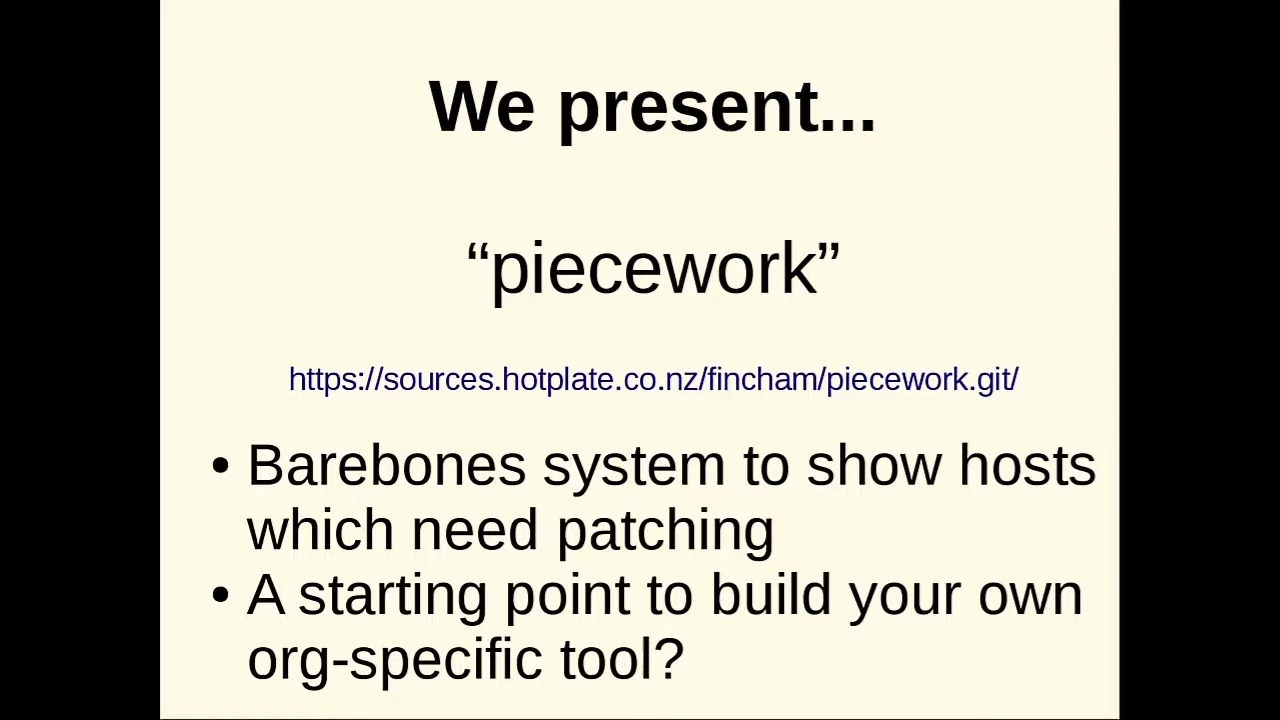 We present...
“piecework”
https://sources.hotplate.co.nz/fincham/piecework.git/
• Barebones system to show hosts
which need patching
• A starting point to build your own
org-specific tool?